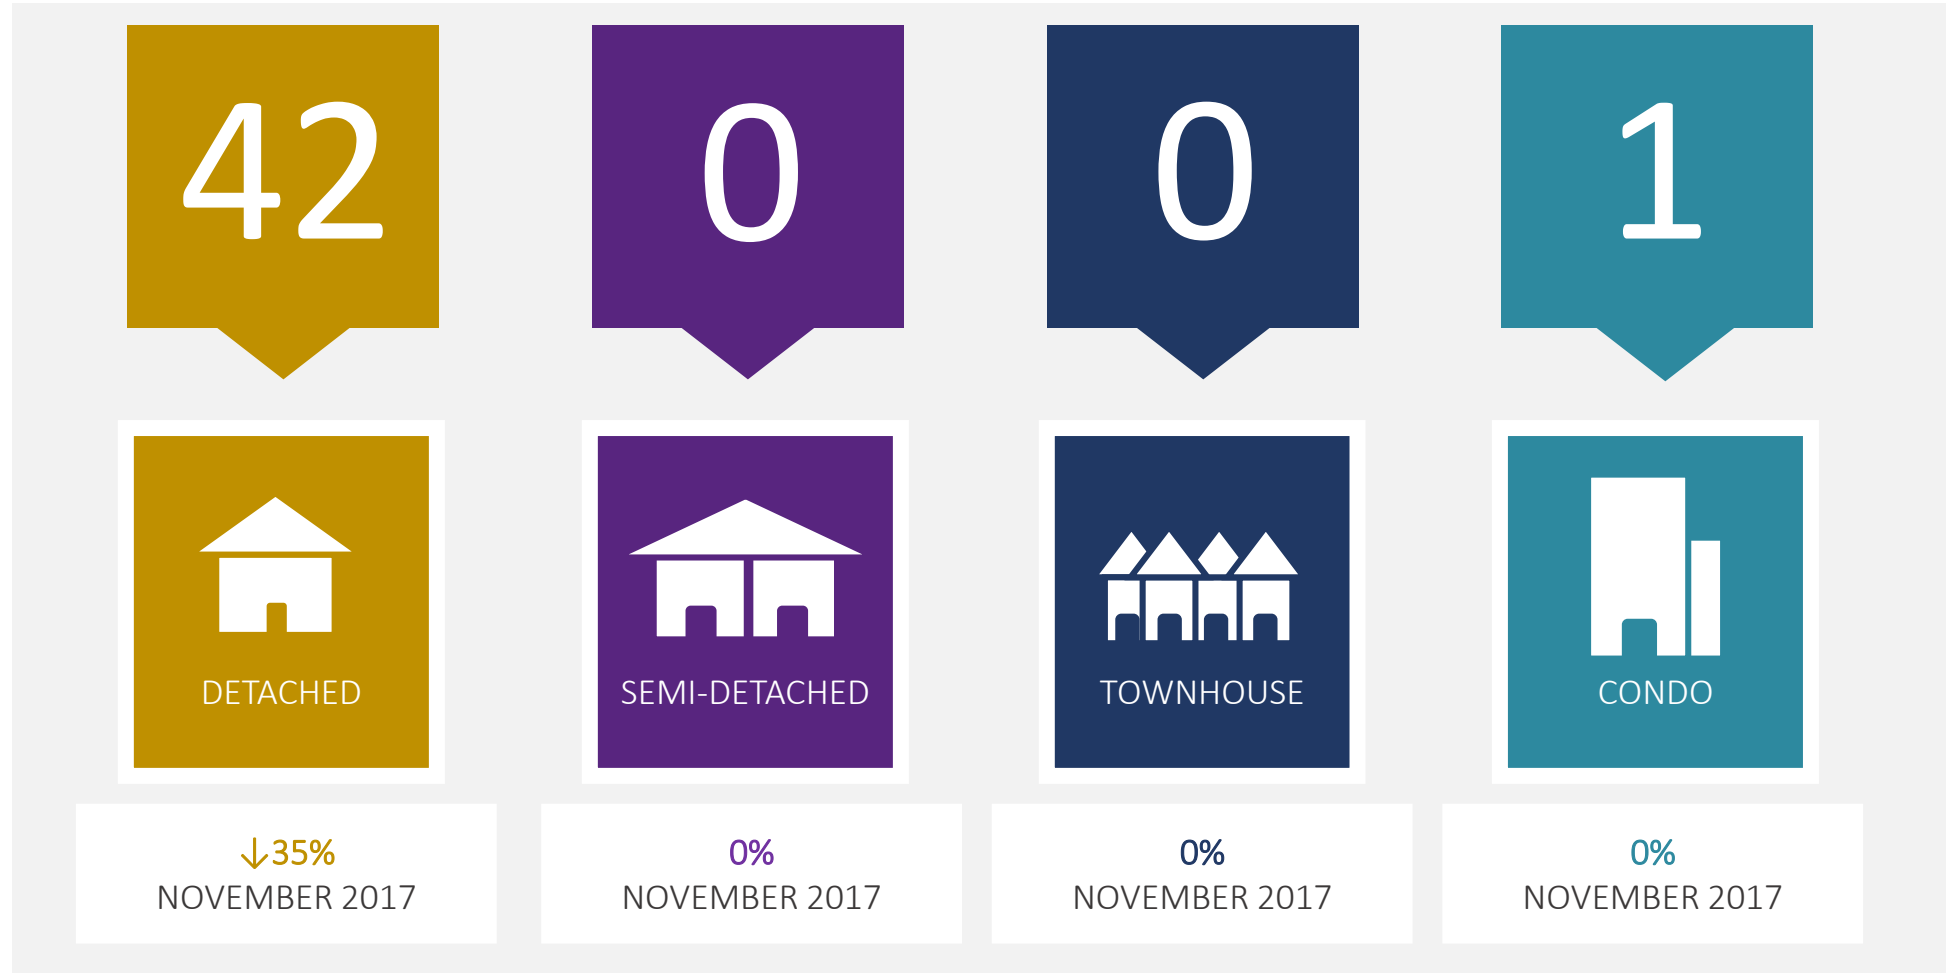 42
0
0
1
DETACHED
SEMI-DETACHED
TOWNHOUSE
CONDO
↓35%
NOVEMBER 2017
0%
NOVEMBER 2017
0%
NOVEMBER 2017
0%
NOVEMBER 2017